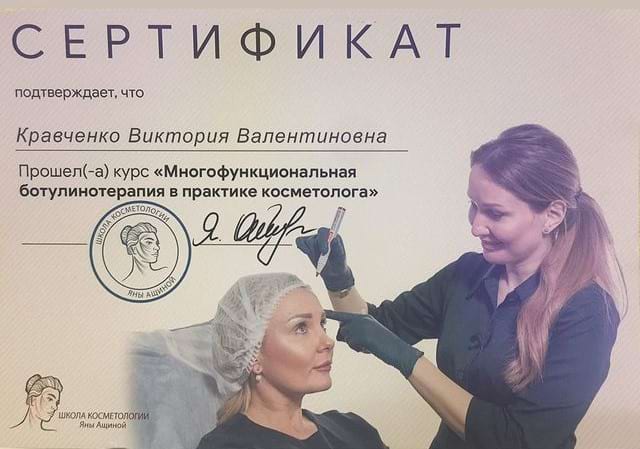 СЕРТИФИКАТ
подтверждает, что
Кравченко Виктория Валентиновна
Прошел(-а) курс «Многофункциональная
ботулинотерапия в практике косметолога»
ШКОЛА КОСМЕТОЛОГИИ
ЯНЫ АЩИНОЙ
ШКОЛА КОСМЕТОЛОГИИ
Яны Ащиной